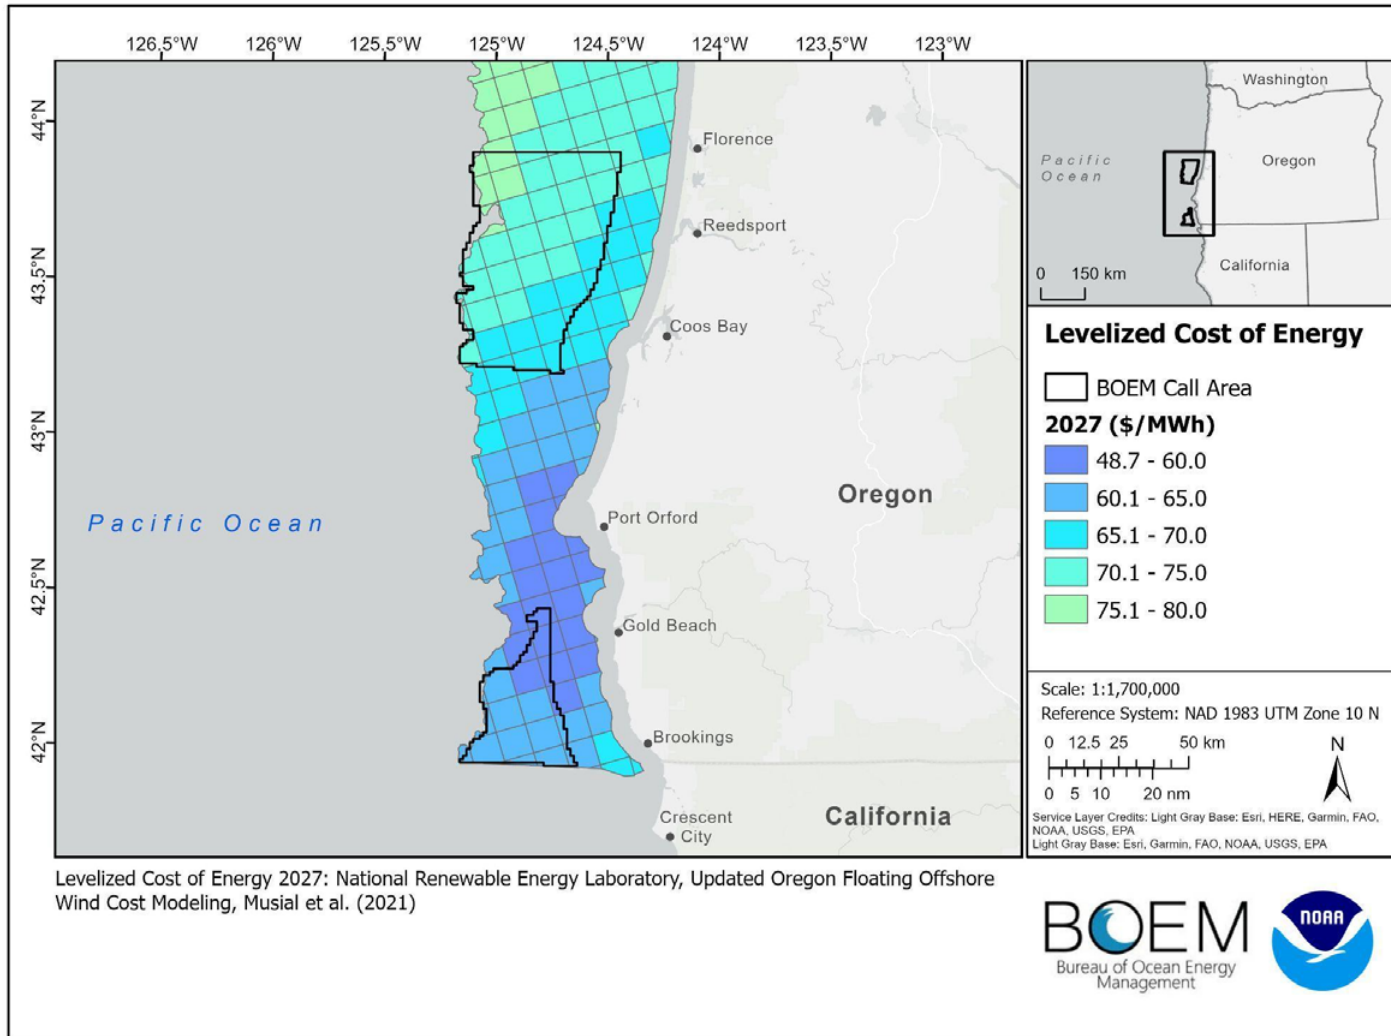 126.5°W 126°W 125.5°W 125°W 124.5°W 124°W 123.5°W 123°W
44°N
43.5°N
43°N
42.5°N
42°N
Florence
Reedsport
Coos Bay
Oregon
Pacific Ocean
Port Orford
Gold Beach
Brookings
California
Crescent
City
Washington
Pacific
Ocean
Oregon
California
0 150 km
Levelized Cost of Energy
BOEM Call Area
2027 ($/MWh)
48.7 - 60.0
60.1 - 65.0
65.1 - 70.0
70.1 - 75.0
75.1 - 80.0
Scale: 1:1,700,000
Reference System: NAD 1983 UTM Zone 10 N
0 12.5 25 50 km
N
0 5 10 20 nm
Service Layer Credits: Light Gray Base: Esri, HERE, Garmin, FAO,
NOAA, USGS, EPA
Light Gray Base: Esri, Garmin, FAO, NOAA, USGS, EPA
Levelized Cost of Energy 2027: National Renewable Energy Laboratory, Updated Oregon Floating Offshore
Wind Cost Modeling, Musial et al. (2021)
BOEM
Bureau of Ocean Energy
Management
NOAA